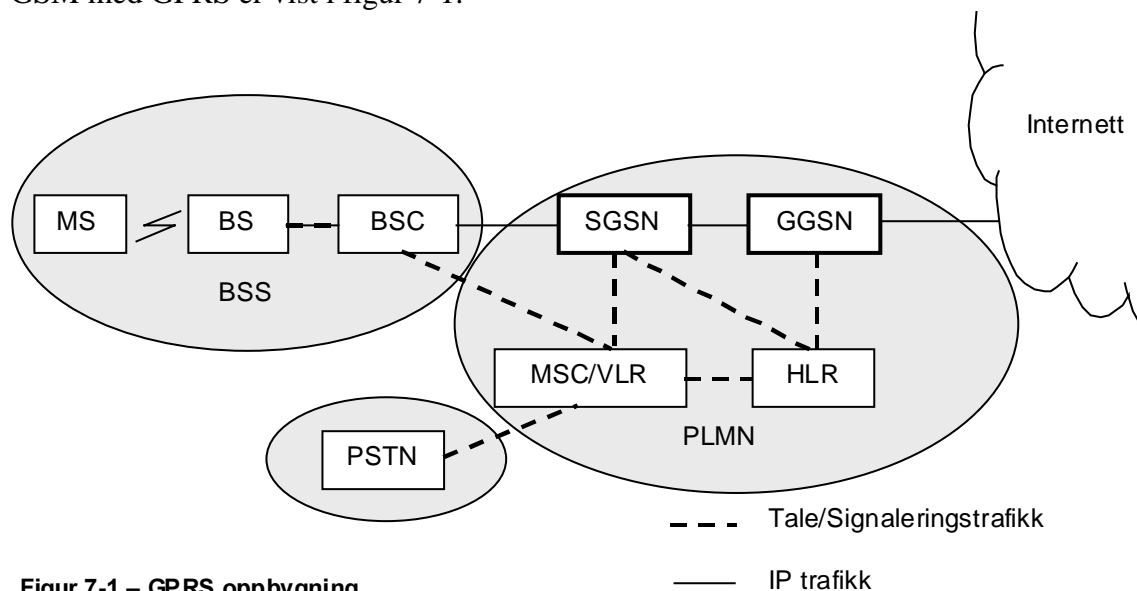 GSM med GPRS er vist i figur 7-1.
Internett
MS
BS
BSC
SGSN
GGSN
BSS
MSC/VLR
HLR
PLMN
PSTN
Tale/Signaleringstrafikk
IP trafikk
Figur 7-1 – GPRS oppbygning